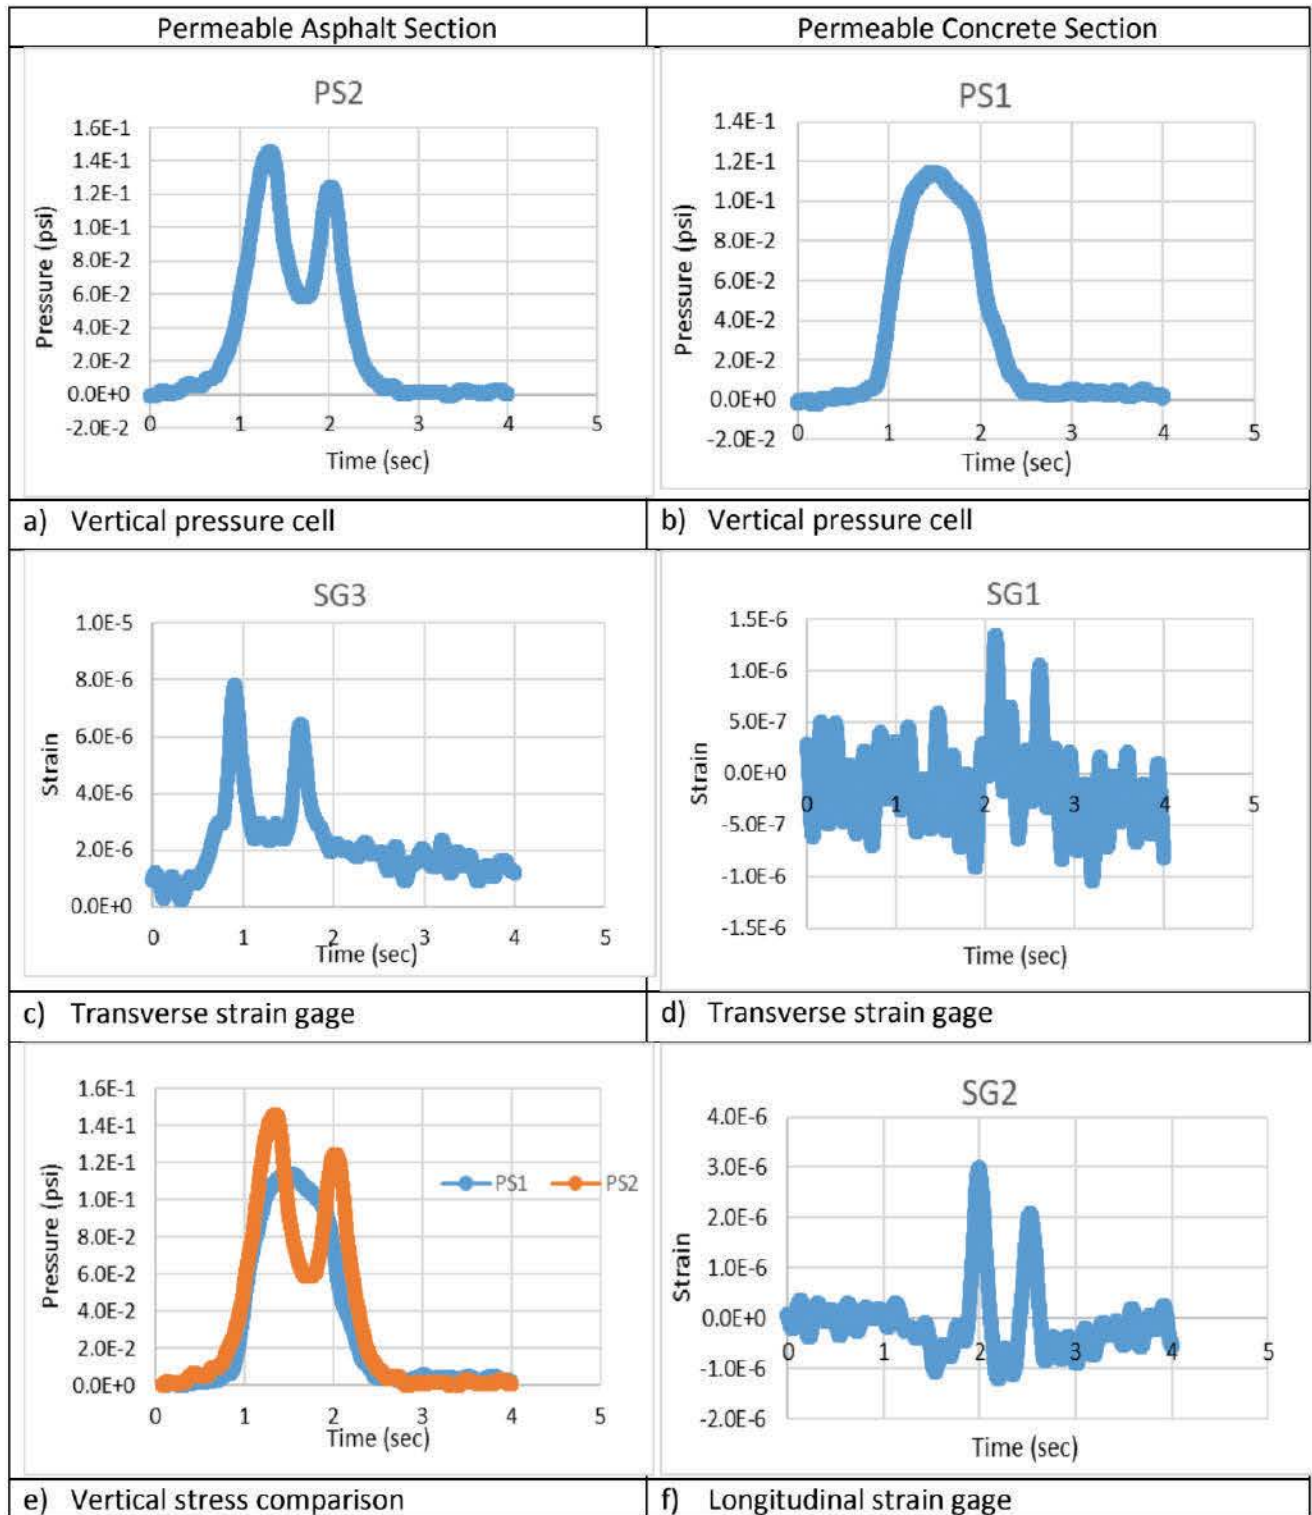 Permeable Asphalt Section
Permeable Concrete Section
PS2
1.6E-1
1.4E-1
1.2E-1
1.0E-1
8.0E-2
6.0E-2
4.0E-2
2.0E-2
0.0E+0
-2.0E-2
0 1 2 3 4 5
Pressure (psi)
Time (sec)
PS1
1.4E-1
1.2E-1
1.0E-1
8.0E-2
6.0E-2
4.0E-2
2.0E-2
0.0E+0
-2.0E-2
0 1 2 3 4 5
Pressure (psi)
Time (sec)
a) Vertical pressure cell
b) Vertical pressure cell
SG3
1.0E-5
8.0E-6
6.0E-6
4.0E-6
2.0E-6
0.0E+0
0 1 2 3 4 5
Strain
Time (sec)
SG1
1.5E-6
1.0E-6
5.0E-7
0.0E+0
-5.0E-7
-1.0E-6
-1.5E-6
0 1 2 3 4 5
Strain
Time (sec)
c) Transverse strain gage
d) Transverse strain gage
1.6E-1
1.4E-1
1.2E-1
1.0E-1
8.0E-2
6.0E-2
4.0E-2
2.0E-2
0.0E+0
0 1 2 3 4 5
Pressure (psi)
Time (sec)
PS1 PS2
SG2
4.0E-6
3.0E-6
2.0E-6
1.0E-6
0.0E+0
-1.0E-6
-2.0E-6
0 1 2 3 4 5
Strain
Time (sec)
e) Vertical stress comparison
f) Longitudinal strain gage